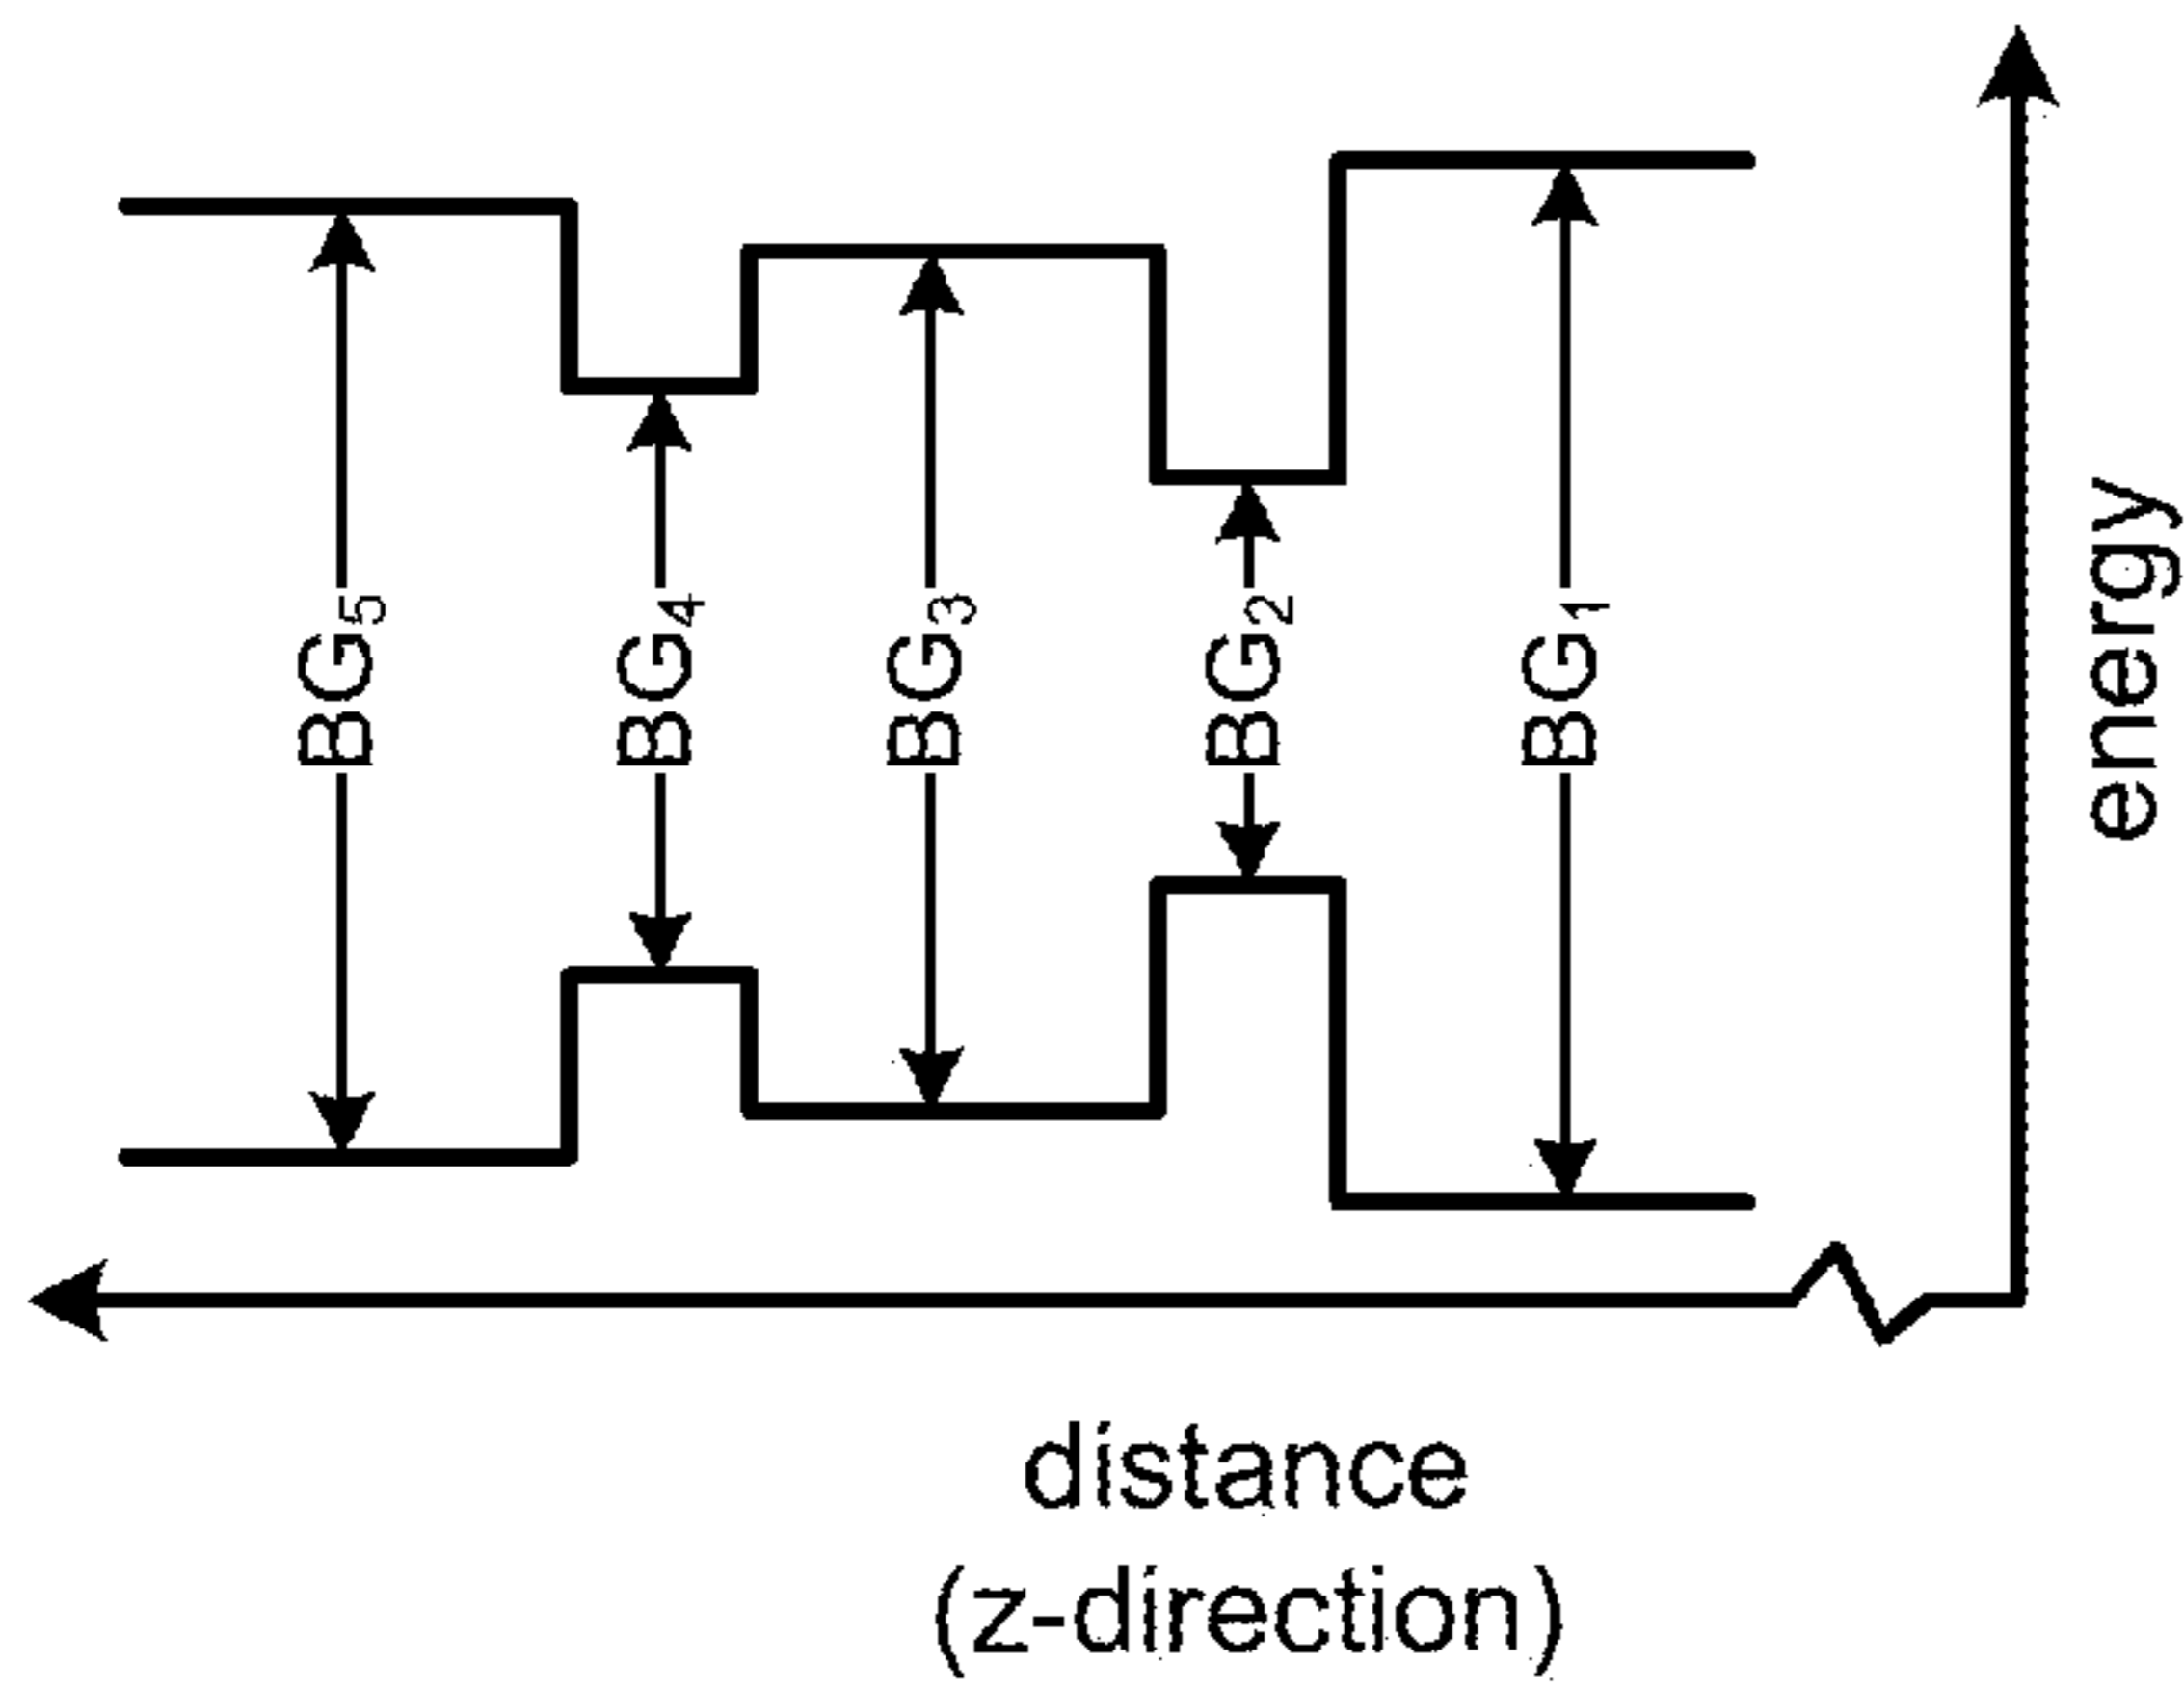 BG5
BG4
BG3
BG2
BG1
energy
distance
(z-direction)